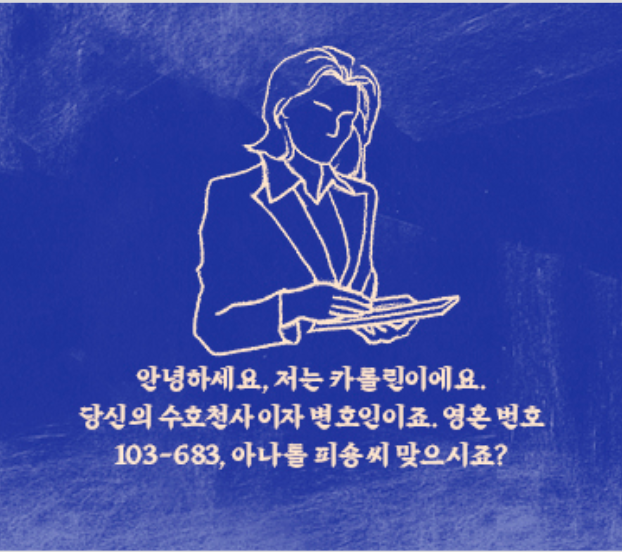 안녕하세요, 저는 카롤린이에요.
당신의 수호천사이자 변호인이죠. 영혼 번호
103-683, 아나톨 피숑씨 맞으시죠?